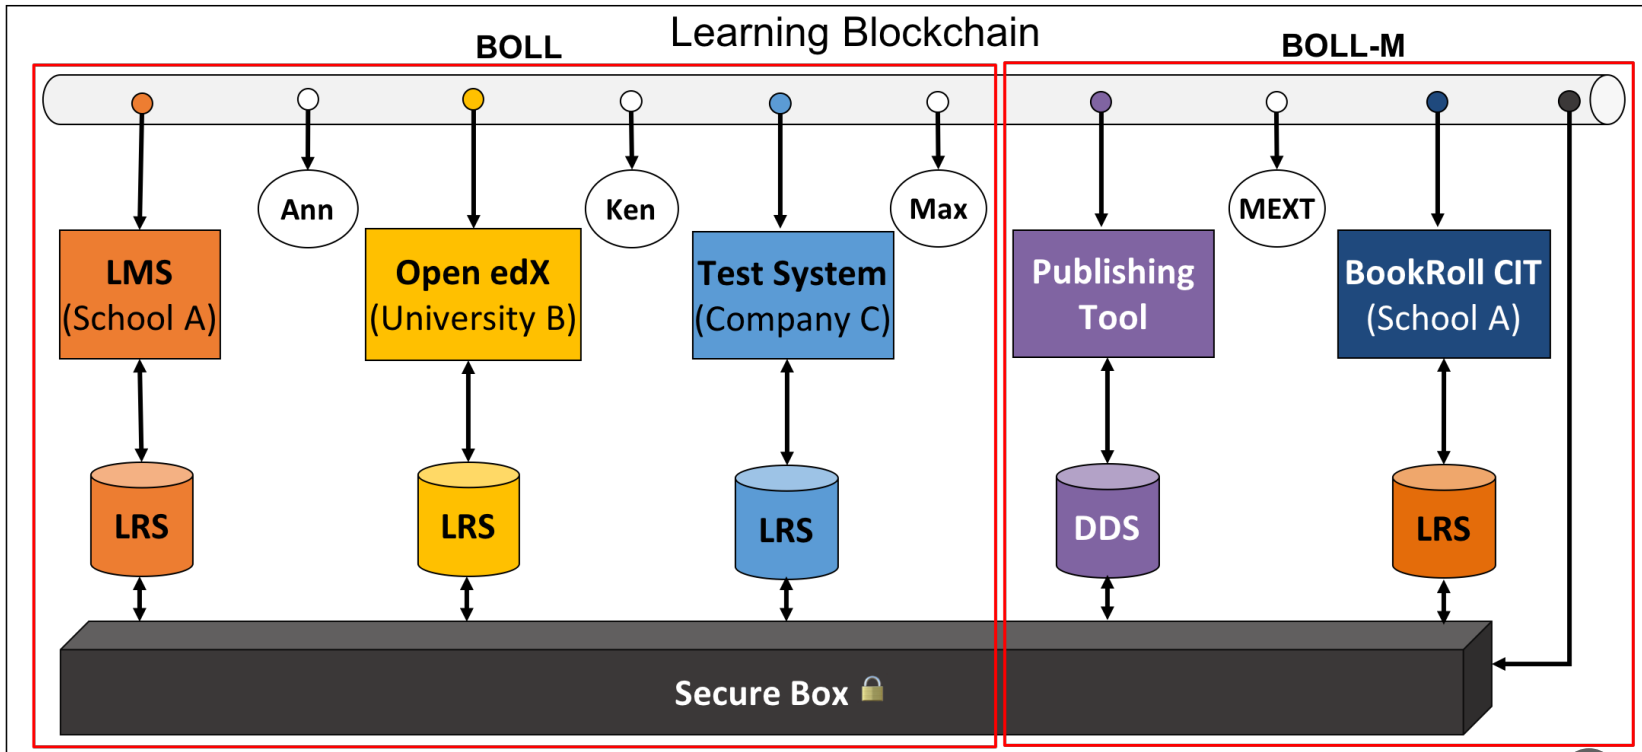 Learning Blockchain
BOLL
BOLL-M
Ann
Ken
Max
MEXT
LMS
(School A)
Open edX
(University B)
Test System
(Company C)
Publishing
Tool
BookRoll CIT
(School A)
LRS
LRS
LRS
DDS
LRS
Secure Box